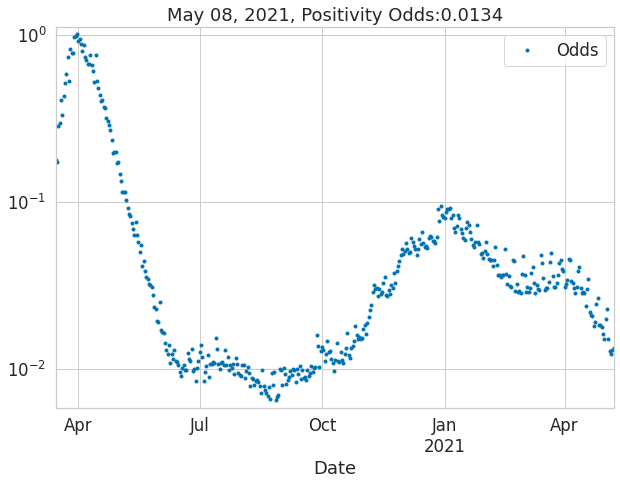 May 08, 2021, Positivity Odds:0.0134
Odds
10⁰
10⁻¹
10⁻²
Apr Jul Oct Jan Apr
2021
Date